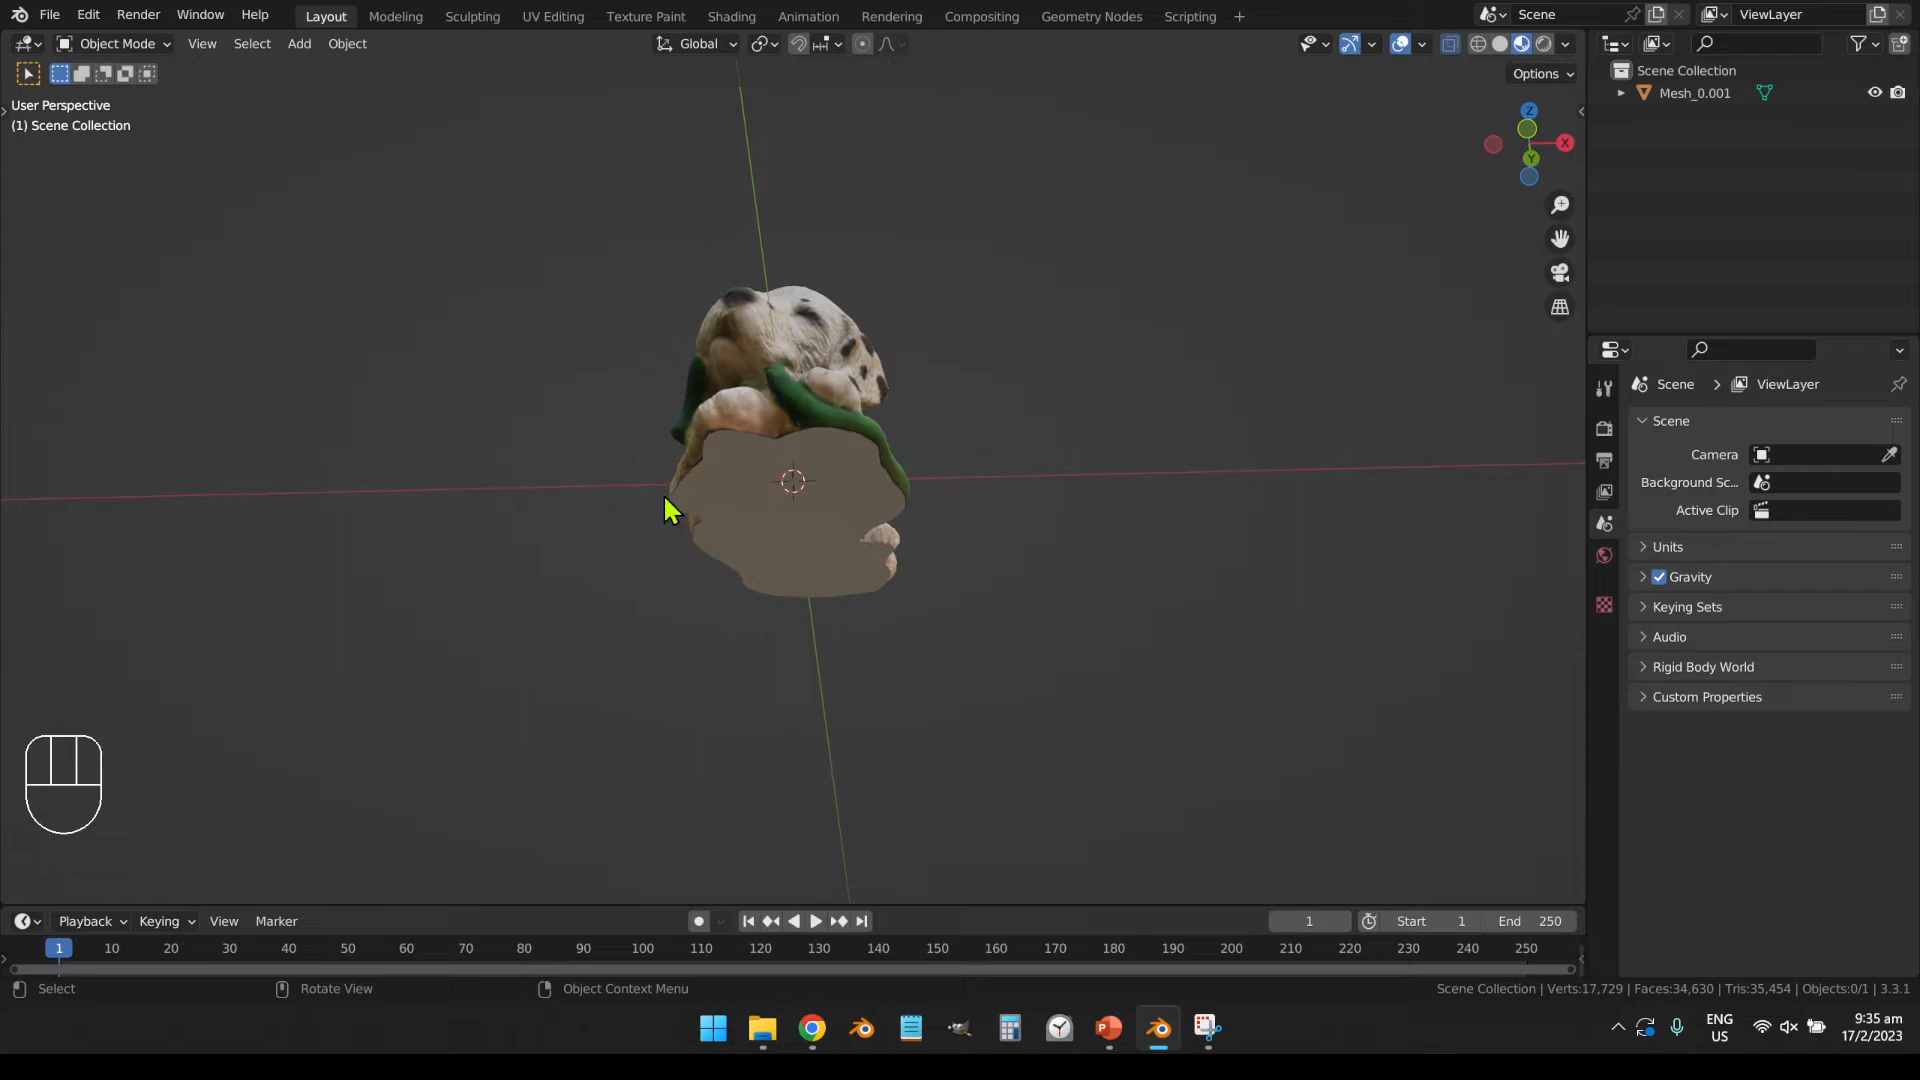 File Edit Render Window Help Layout Modeling Sculpting UV Editing Texture Paint Shading Animation Rendering Compositing Geometry Nodes Scripting + Scene ViewLayer
Object Mode View Select Add Object Global
Options
User Perspective
(1) Scene Collection
Z
Y
X
Scene Collection
Mesh_0.001
Scene > ViewLayer
Scene
Camera
Background Sc...
Active Clip
Units
Gravity
Keying Sets
Audio
Rigid Body World
Custom Properties
Playback Keying View Marker 1 Start 1 End 250
1 10 20 30 40 50 60 70 80 90 100 110 120 130 140 150 160 170 180 190 200 210 220 230 240 250
Select Rotate View Object Context Menu Scene Collection | Verts:17,729 | Faces:34,630 | Tris:35,454 | Objects:0/1 | 3.3.1
P
ENG
US
9:35 am
17/2/2023